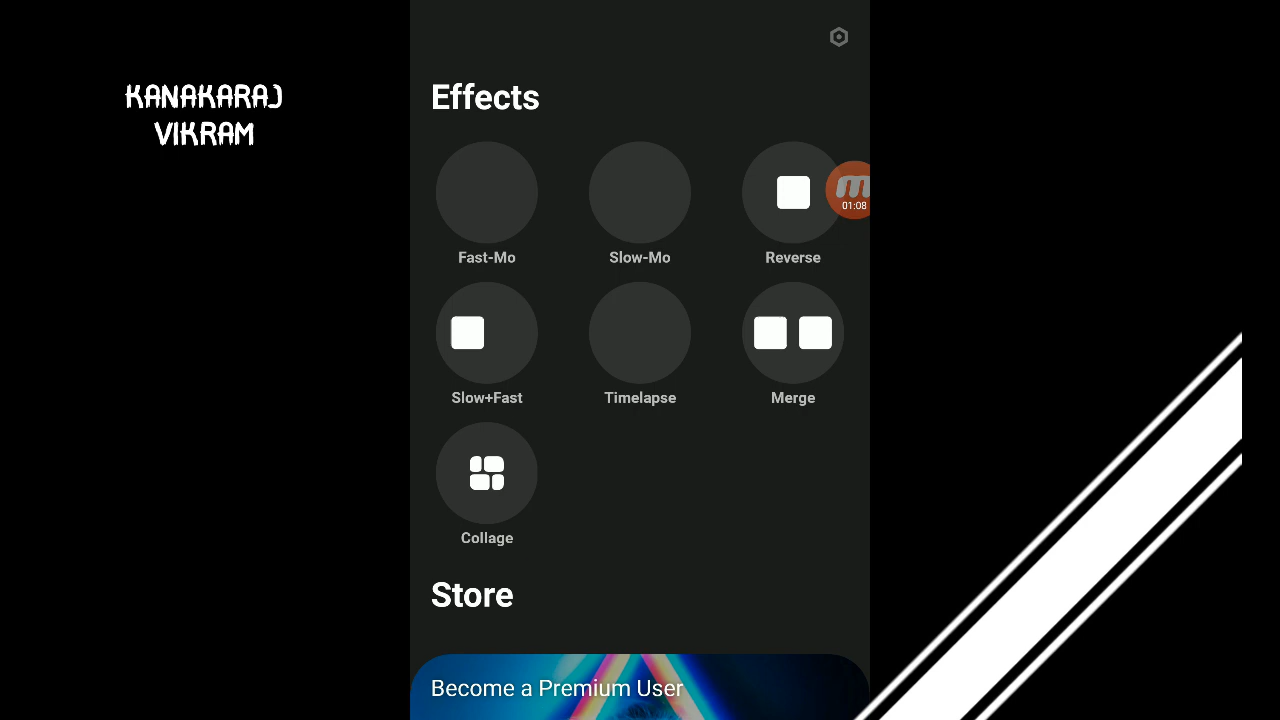 KANAKARAJ
VIKRAM
Effects
01:08
Fast-Mo
Slow-Mo
Reverse
Slow+Fast
Timelapse
Merge
Collage
Store
Become a Premium User